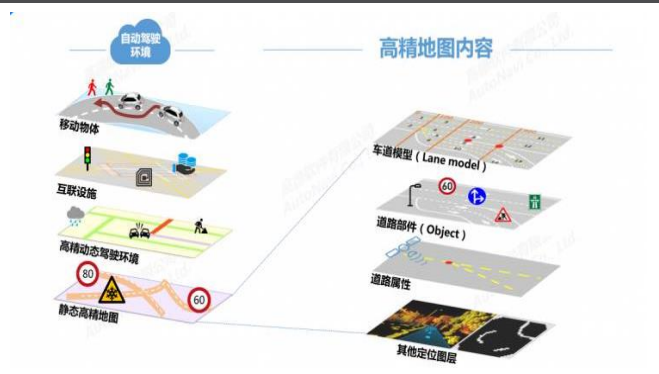 自动驾驶
环境
高精地图内容
移动物体
互联设施
高精动态驾驶环境
80
60
静态高精地图
车道模型(Lane model)
60
道路部件(Object)
道路属性
其他定位图层